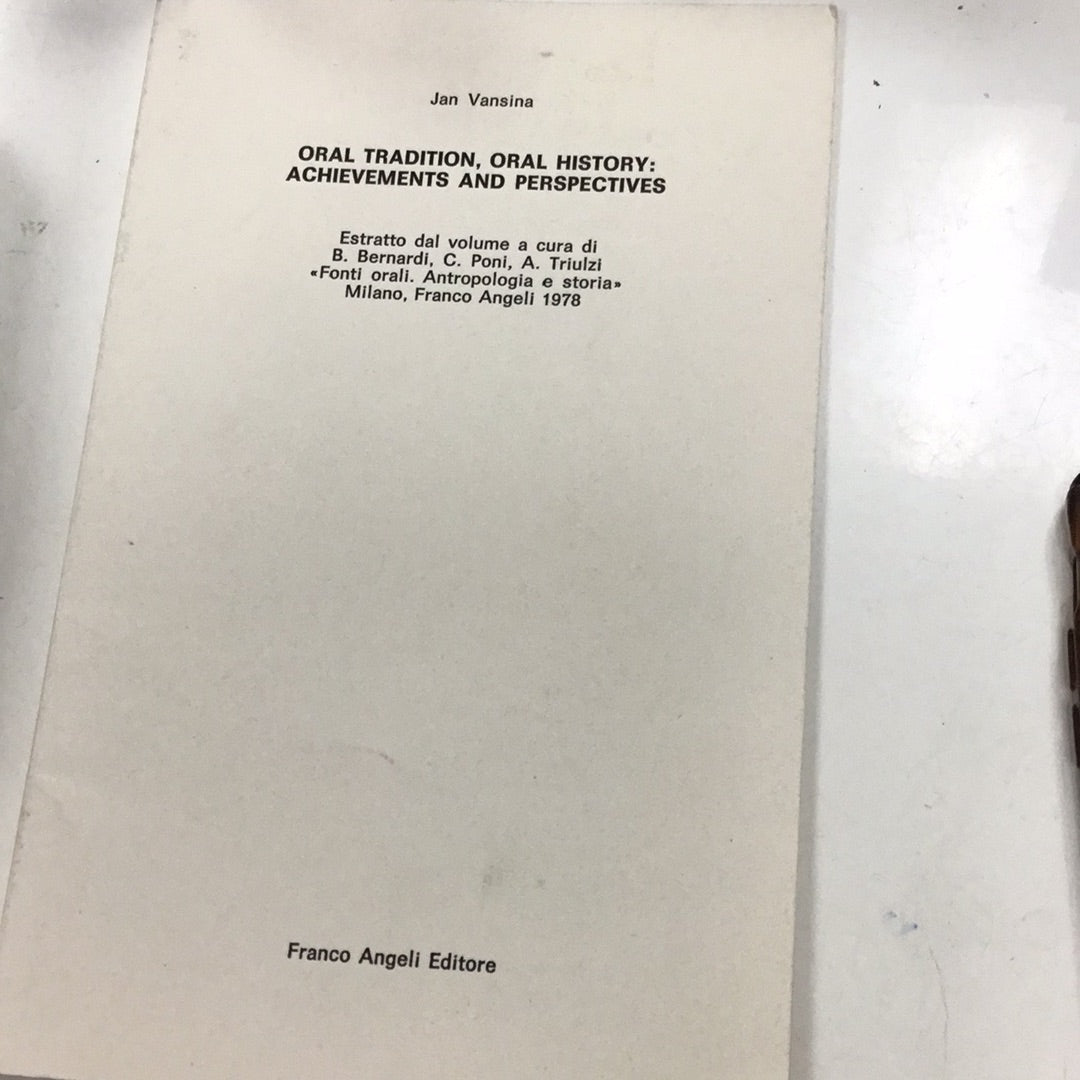 Jan Vansina
ORAL TRADITION, ORAL HISTORY:
ACHIEVEMENTS AND PERSPECTIVES
Estratto dal volume a cura di
B. Bernardi, C. Poni, A. Triulzi
«Fonti orali. Antropologia e storia»
Milano, Franco Angeli 1978
Franco Angeli Editore